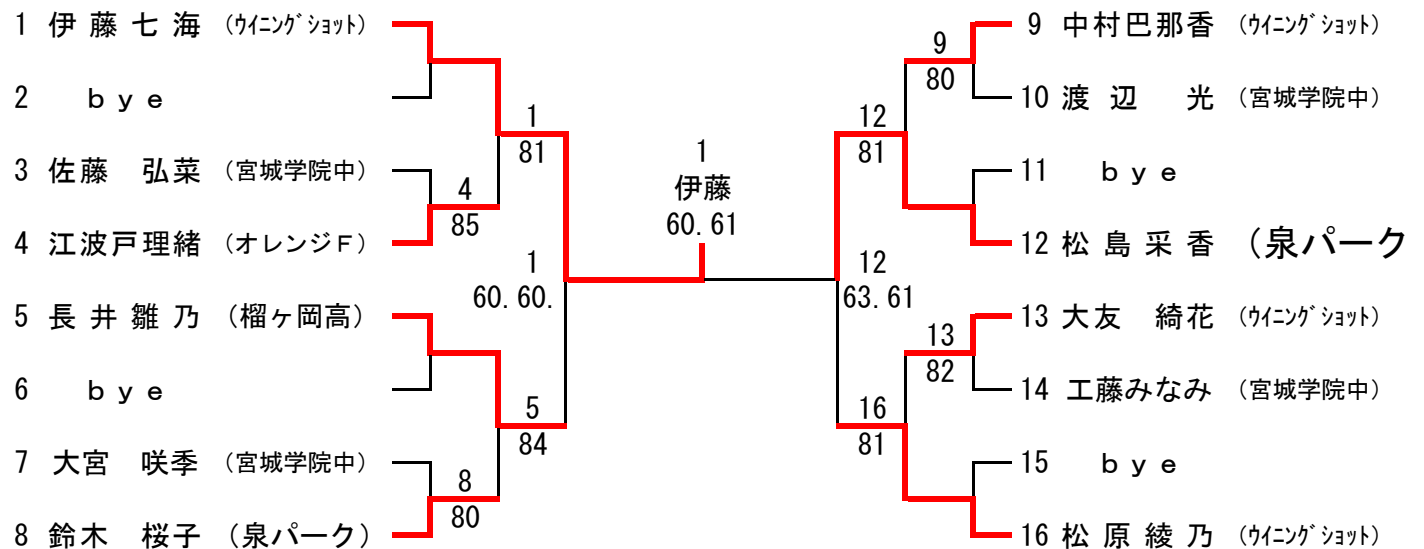 1 伊藤七海 (ｳｲﾆﾝｸﾞｼｮｯﾄ)
2 ｂｙｅ
3 佐藤　弘菜 (宮城学院中)
4 江波戸理緒 (オレンジＦ)
5 長井雛乃 (榴ヶ岡高)
6 ｂｙｅ
7 大宮　咲季 (宮城学院中)
8 鈴木　桜子 (泉パーク)
1
81
4
85
1
60.60.
5
84
8
80
1
伊藤
60.61
9
80
12
81
12
63.61
13
82
16
81
9 中村巴那香 (ｳｲﾆﾝｸﾞｼｮｯﾄ)
10 渡辺　光 (宮城学院中)
11 ｂｙｅ
12 松島采香 (泉パーク
13 大友　綺花 (ｳｲﾆﾝｸﾞｼｮｯﾄ)
14 工藤みなみ (宮城学院中)
15 ｂｙｅ
16 松原綾乃 (ｳｲﾆﾝｸﾞｼｮｯﾄ)